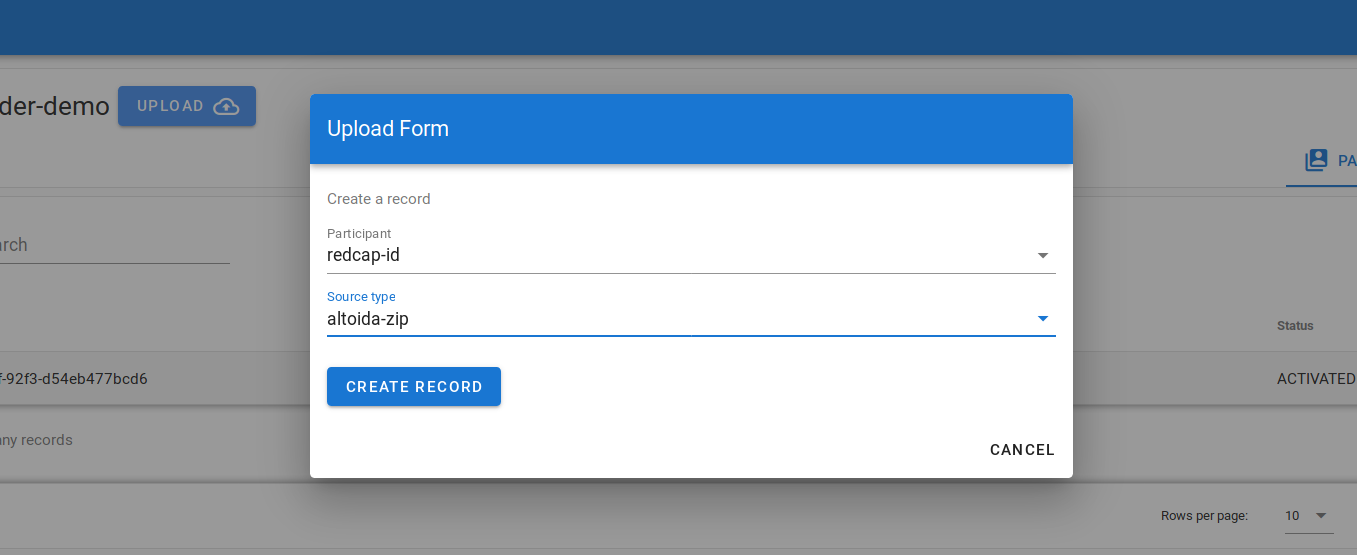 der-demo UPLOAD
Upload Form
PA
Create a record
Participant
redcap-id
arch
Source type
altoida-zip
Status
f-92f3-d54eb477bcd6
ACTIVATED
CREATE RECORD
any records
CANCEL
Rows per page: 10